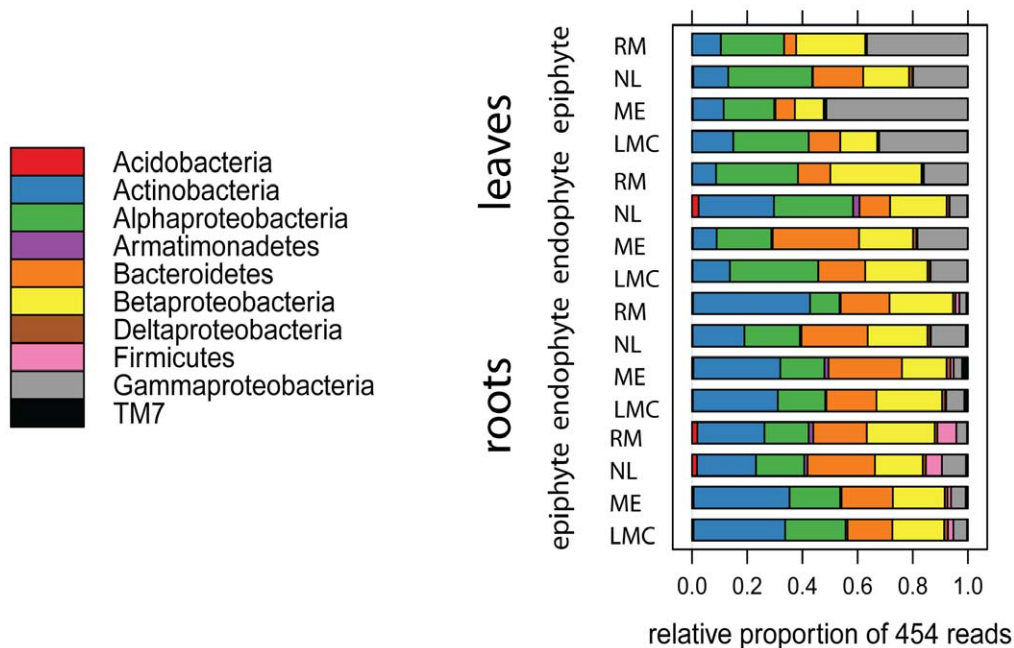 Acidobacteria
Actinobacteria
Alphaproteobacteria
Armatimonadetes
Bacteroidetes
Betaproteobacteria
Deltaproteobacteria
Firmicutes
Gammaproteobacteria
TM7
leaves
roots
epiphyte
endophyte
endophyte
epiphyte
RM
NL
ME
LMC
RM
NL
ME
LMC
RM
NL
ME
LMC
RM
NL
ME
LMC
0.0 0.2 0.4 0.6 0.8 1.0
relative proportion of 454 reads